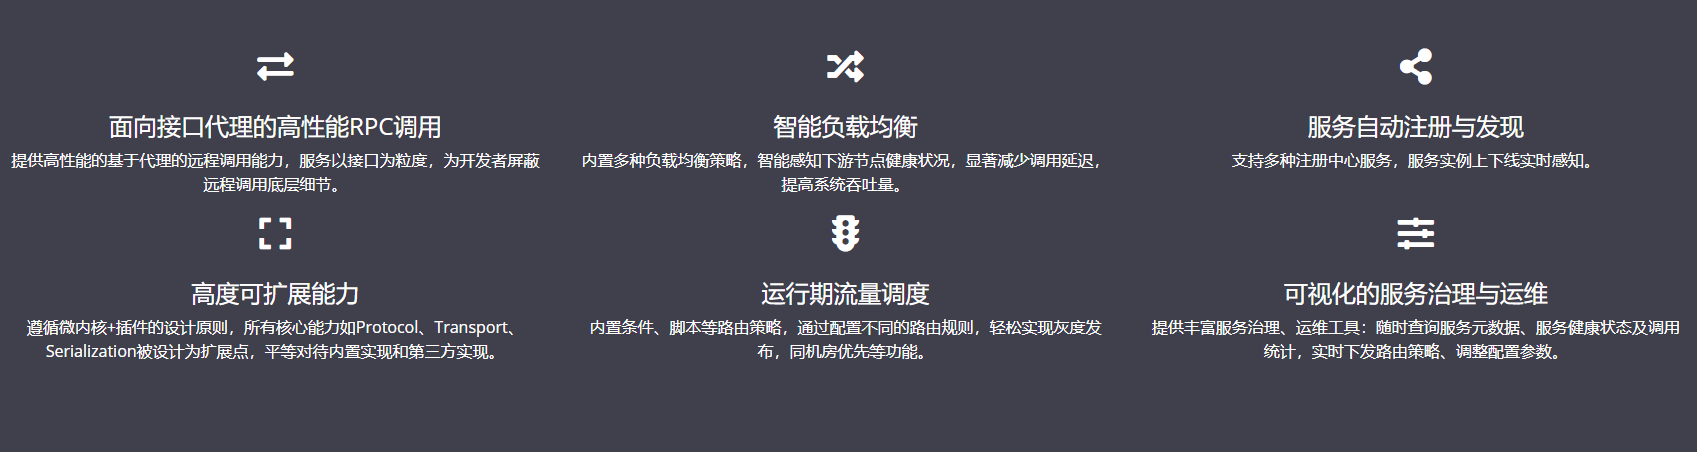 面向接口代理的高性能RPC调用
提供高性能的基于代理的远程调用能力，服务以接口为粒度，为开发者屏蔽
远程调用底层细节。
智能负载均衡
内置多种负载均衡策略，智能感知下游节点健康状况，显著减少调用延迟，
提高系统吞吐量。
服务自动注册与发现
支持多种注册中心服务，服务实例上下线实时感知。
高度可扩展能力
遵循微内核+插件的设计原则，所有核心能力如Protocol、Transport、
Serialization被设计为扩展点，平等对待内置实现和第三方实现。
运行期流量调度
内置条件、脚本等路由策略，通过配置不同的路由规则，轻松实现灰度发
布，同机房优先等功能。
可视化的服务治理与运维
提供丰富服务治理、运维工具：随时查询服务元数据、服务健康状态及调用
统计，实时下发路由策略、调整配置参数。